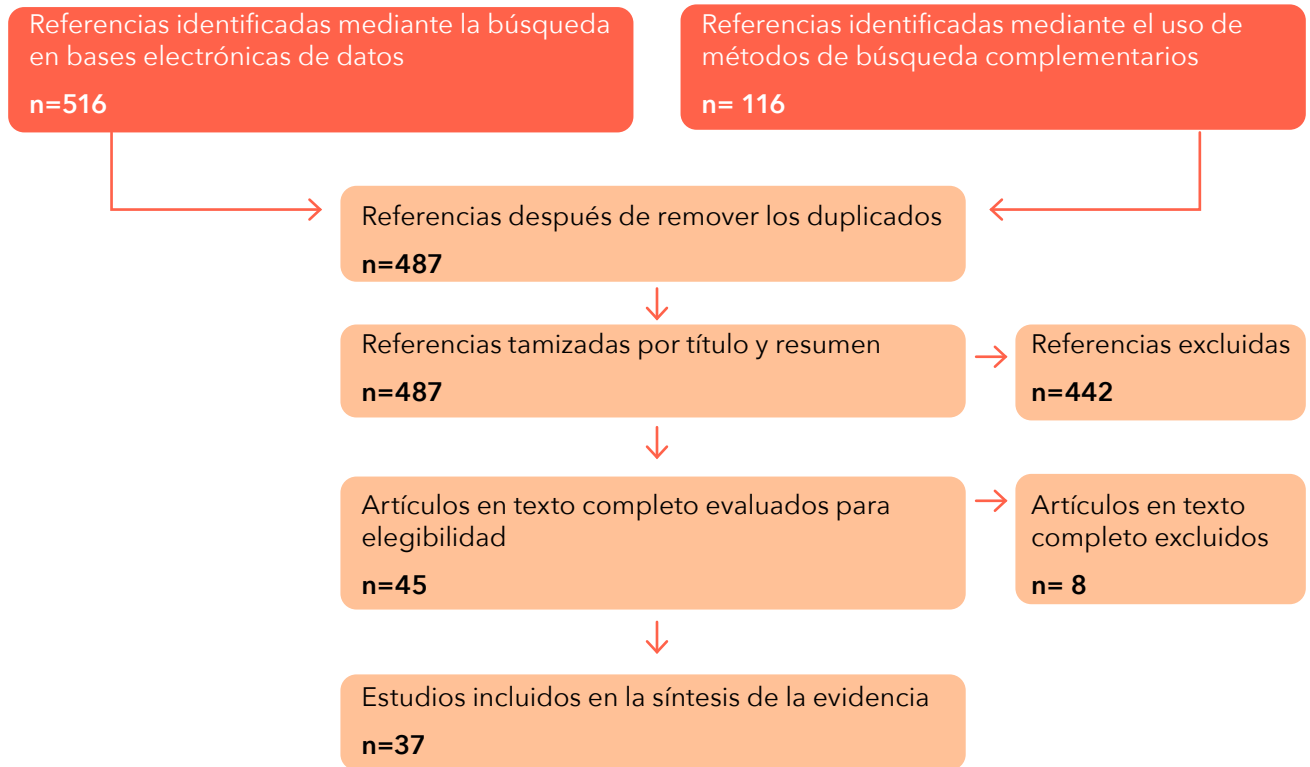 Referencias identificadas mediante la búsqueda
en bases electrónicas de datos
n=516
Referencias identificadas mediante el uso de
métodos de búsqueda complementarios
n= 116
Referencias después de remover los duplicados
n=487
Referencias tamizadas por título y resumen
n=487
Referencias excluidas
n=442
Artículos en texto completo evaluados para
elegibilidad
n=45
Artículos en texto
completo excluidos
n= 8
Estudios incluidos en la síntesis de la evidencia
n=37